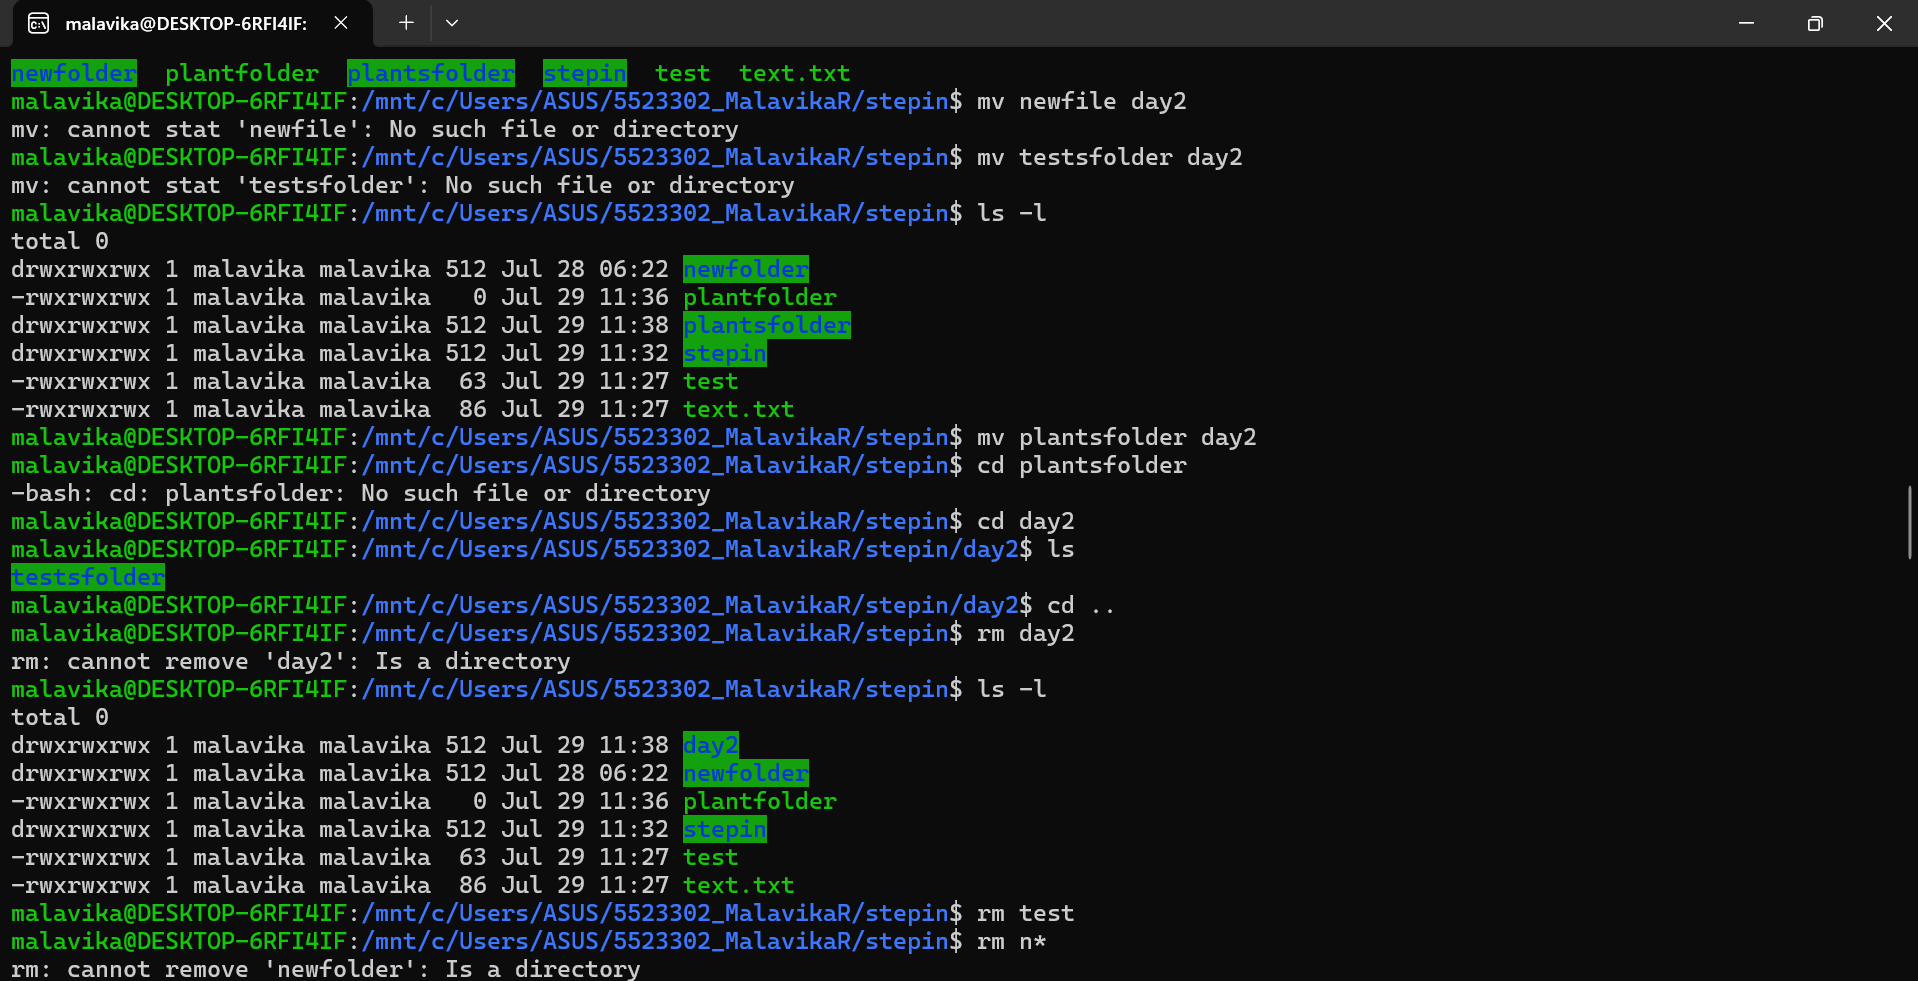 malavika@DESKTOP-6RFI4IF:
newfolder  plantfolder  plantsfolder  stepin  test  text.txt
malavika@DESKTOP-6RFI4IF:/mnt/c/Users/ASUS/5523302_MalavikaR/stepin$ mv newfile day2
mv: cannot stat 'newfile': No such file or directory
malavika@DESKTOP-6RFI4IF:/mnt/c/Users/ASUS/5523302_MalavikaR/stepin$ mv testsfolder day2
mv: cannot stat 'testsfolder': No such file or directory
malavika@DESKTOP-6RFI4IF:/mnt/c/Users/ASUS/5523302_MalavikaR/stepin$ ls -l
total 0
drwxrwxrwx 1 malavika malavika 512 Jul 28 06:22 newfolder
-rwxrwxrwx 1 malavika malavika   0 Jul 29 11:36 plantfolder
drwxrwxrwx 1 malavika malavika 512 Jul 29 11:38 plantsfolder
drwxrwxrwx 1 malavika malavika 512 Jul 29 11:32 stepin
-rwxrwxrwx 1 malavika malavika  63 Jul 29 11:27 test
-rwxrwxrwx 1 malavika malavika  86 Jul 29 11:27 text.txt
malavika@DESKTOP-6RFI4IF:/mnt/c/Users/ASUS/5523302_MalavikaR/stepin$ mv plantsfolder day2
malavika@DESKTOP-6RFI4IF:/mnt/c/Users/ASUS/5523302_MalavikaR/stepin$ cd plantsfolder
-bash: cd: plantsfolder: No such file or directory
malavika@DESKTOP-6RFI4IF:/mnt/c/Users/ASUS/5523302_MalavikaR/stepin$ cd day2
malavika@DESKTOP-6RFI4IF:/mnt/c/Users/ASUS/5523302_MalavikaR/stepin/day2$ ls
testsfolder
malavika@DESKTOP-6RFI4IF:/mnt/c/Users/ASUS/5523302_MalavikaR/stepin/day2$ cd ..
malavika@DESKTOP-6RFI4IF:/mnt/c/Users/ASUS/5523302_MalavikaR/stepin$ rm day2
rm: cannot remove 'day2': Is a directory
malavika@DESKTOP-6RFI4IF:/mnt/c/Users/ASUS/5523302_MalavikaR/stepin$ ls -l
total 0
drwxrwxrwx 1 malavika malavika 512 Jul 29 11:38 day2
drwxrwxrwx 1 malavika malavika 512 Jul 28 06:22 newfolder
-rwxrwxrwx 1 malavika malavika   0 Jul 29 11:36 plantfolder
drwxrwxrwx 1 malavika malavika 512 Jul 29 11:32 stepin
-rwxrwxrwx 1 malavika malavika  63 Jul 29 11:27 test
-rwxrwxrwx 1 malavika malavika  86 Jul 29 11:27 text.txt
malavika@DESKTOP-6RFI4IF:/mnt/c/Users/ASUS/5523302_MalavikaR/stepin$ rm test
malavika@DESKTOP-6RFI4IF:/mnt/c/Users/ASUS/5523302_MalavikaR/stepin$ rm n*
rm: cannot remove 'newfolder': Is a directory